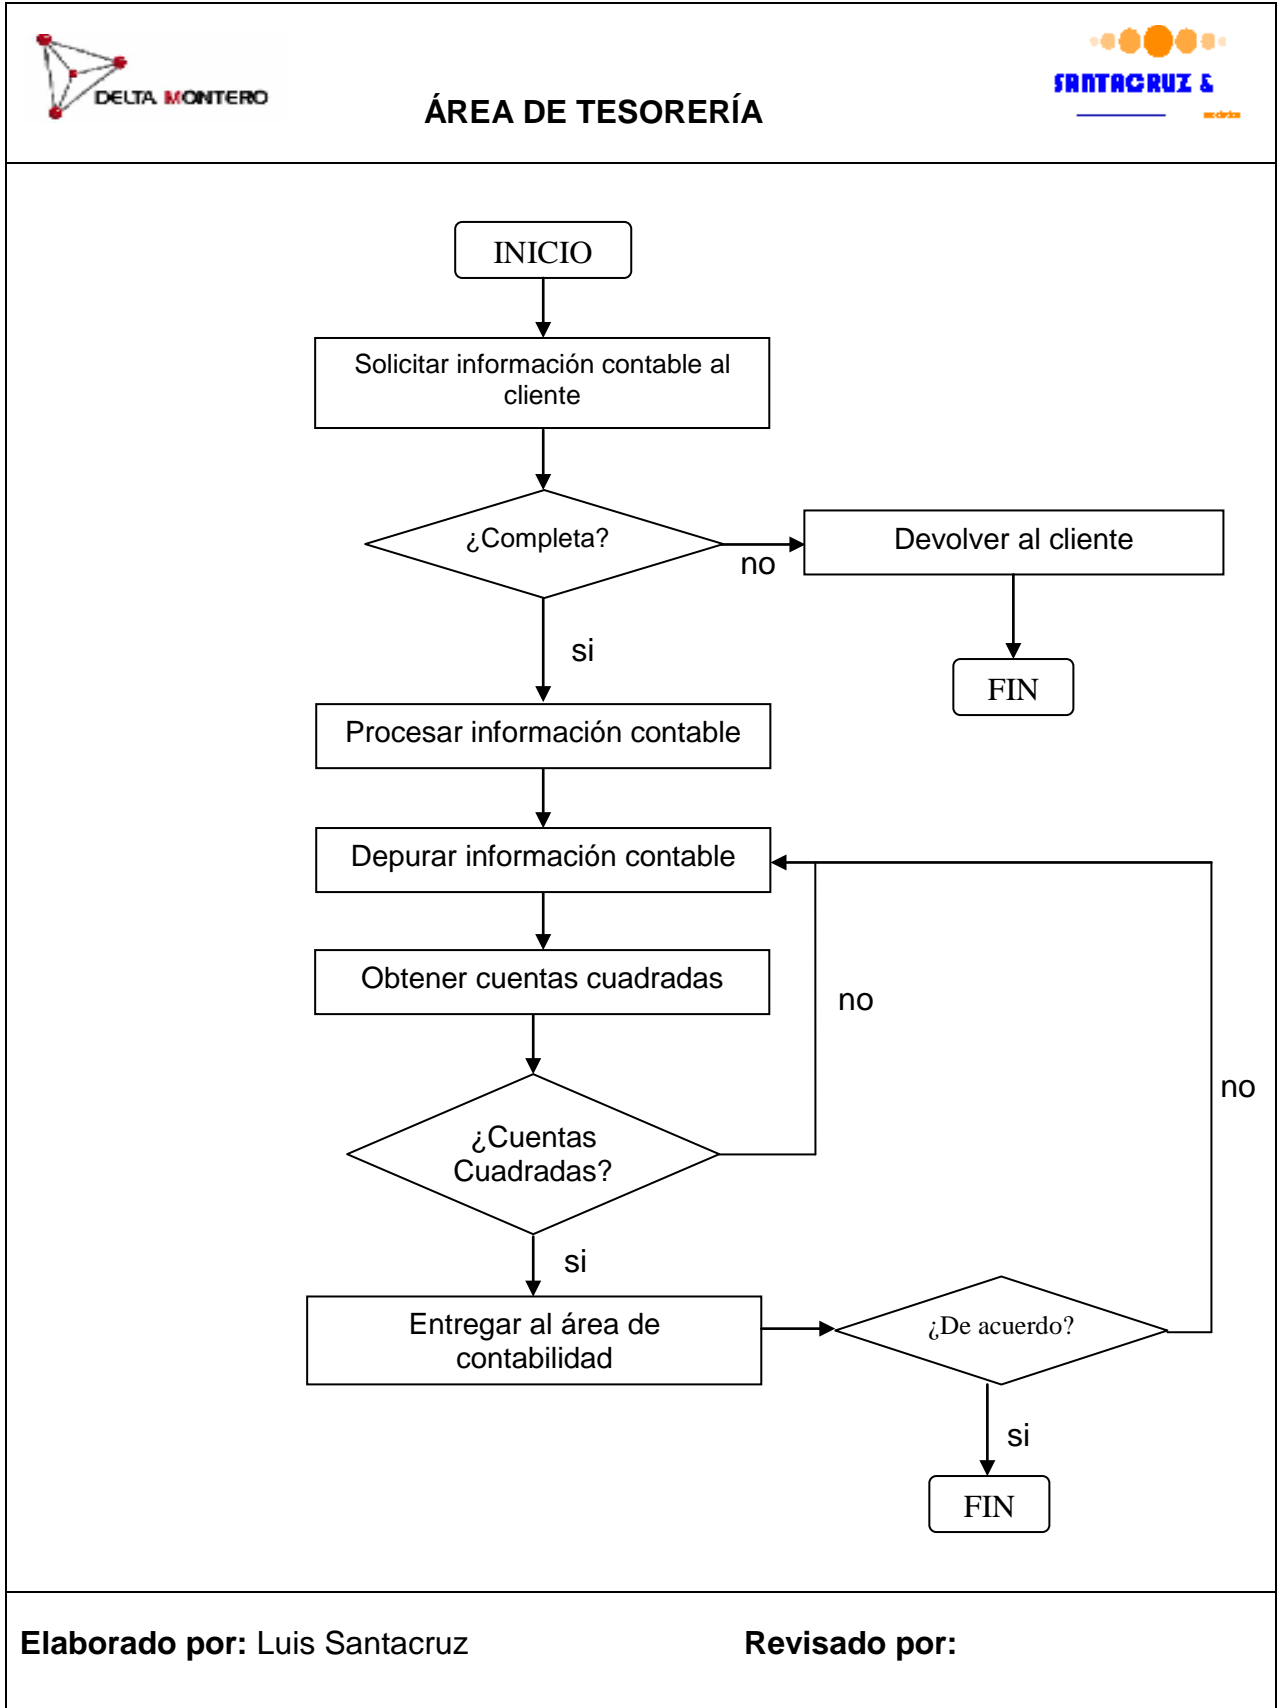 DELTA MONTERO
SANTACRUZ &
ÁREA DE TESORERÍA
INICIO
Solicitar información contable al
cliente
¿Completa?
no
Devolver al cliente
si
FIN
Procesar información contable
Depurar información contable
Obtener cuentas cuadradas
no
no
¿Cuentas
Cuadradas?
si
Entregar al área de
contabilidad
¿De acuerdo?
si
FIN
Elaborado por: Luis Santacruz
Revisado por: